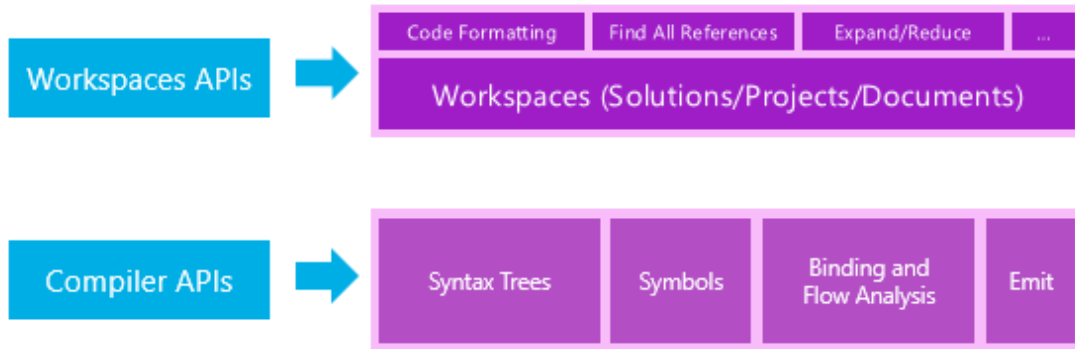 Code Formatting
Find All References
Expand/Reduce
...
Workspaces APIs
Workspaces (Solutions/Projects/Documents)
Compiler APIs
Syntax Trees
Symbols
Binding and
Flow Analysis
Emit